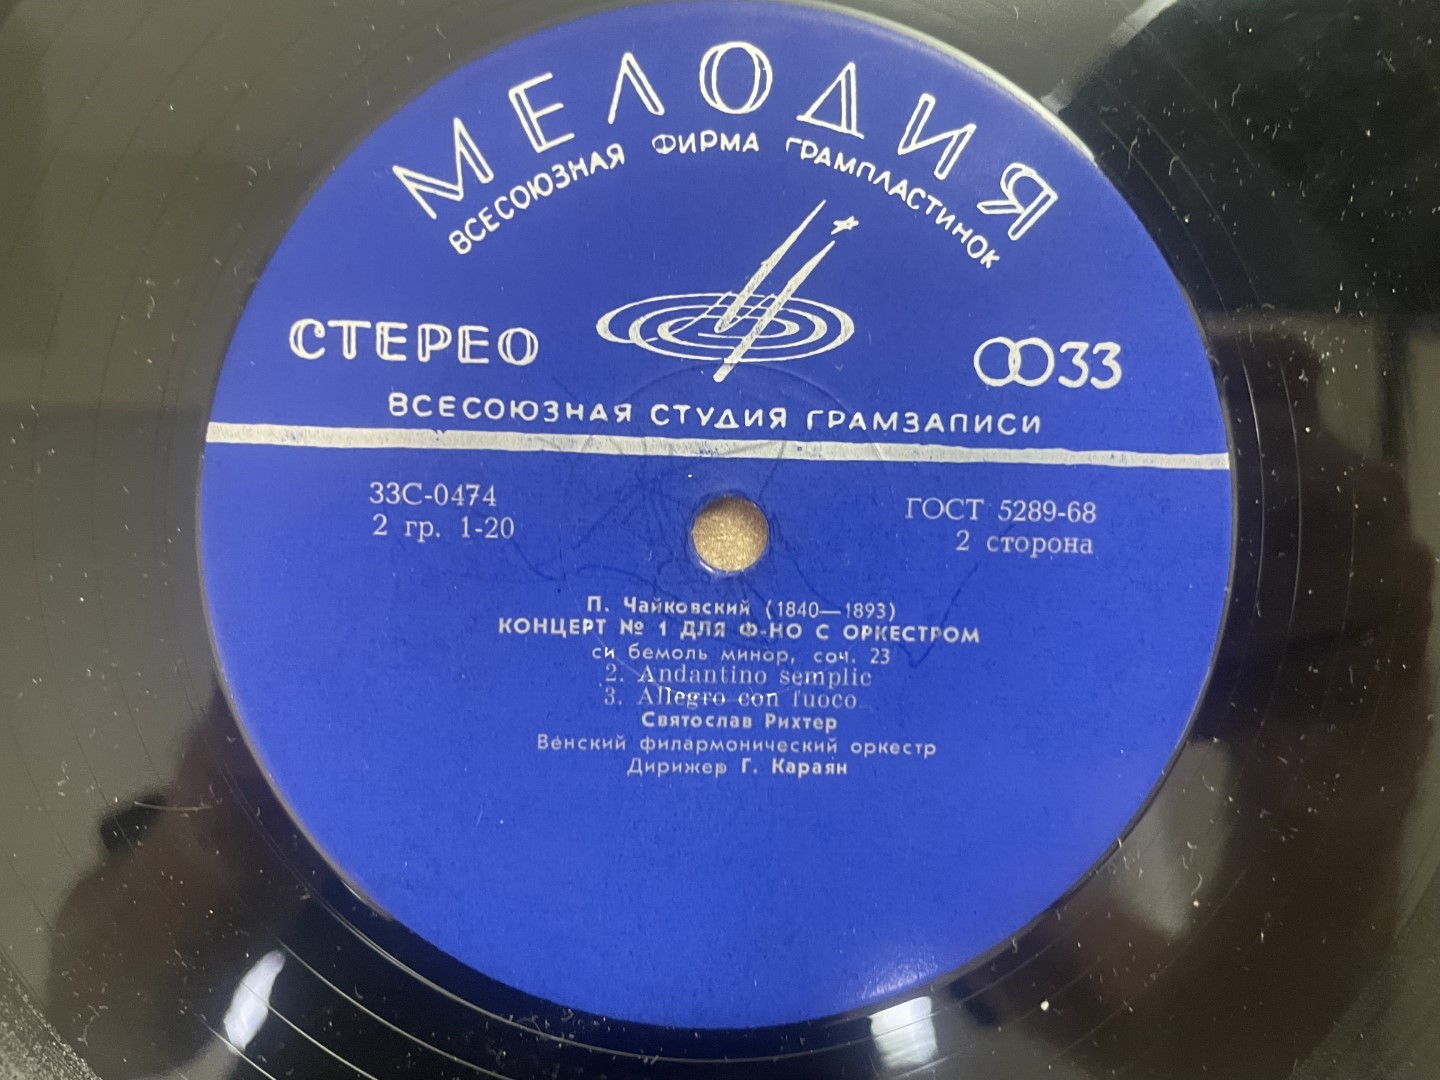 МЕЛОДИЯ
ВСЕСОЮЗНАЯ ФИРМА ГРАМПЛАСТИНОК
СТЕРЕО
33
ВСЕСОЮЗНАЯ СТУДИЯ ГРАМЗАПИСИ
33С-0474
2 гр. 1-20
ГОСТ 5289-68
2 сторона
П. Чайковский (1840—1893)
КОНЦЕРТ № 1 ДЛЯ Ф-НО С ОРКЕСТРОМ
си бемоль минор, соч. 23
2. Andantino semplic
3. Allegro con fuoco
Святослав Рихтер
Венский филармонический оркестр
Дирижер Г. Караян